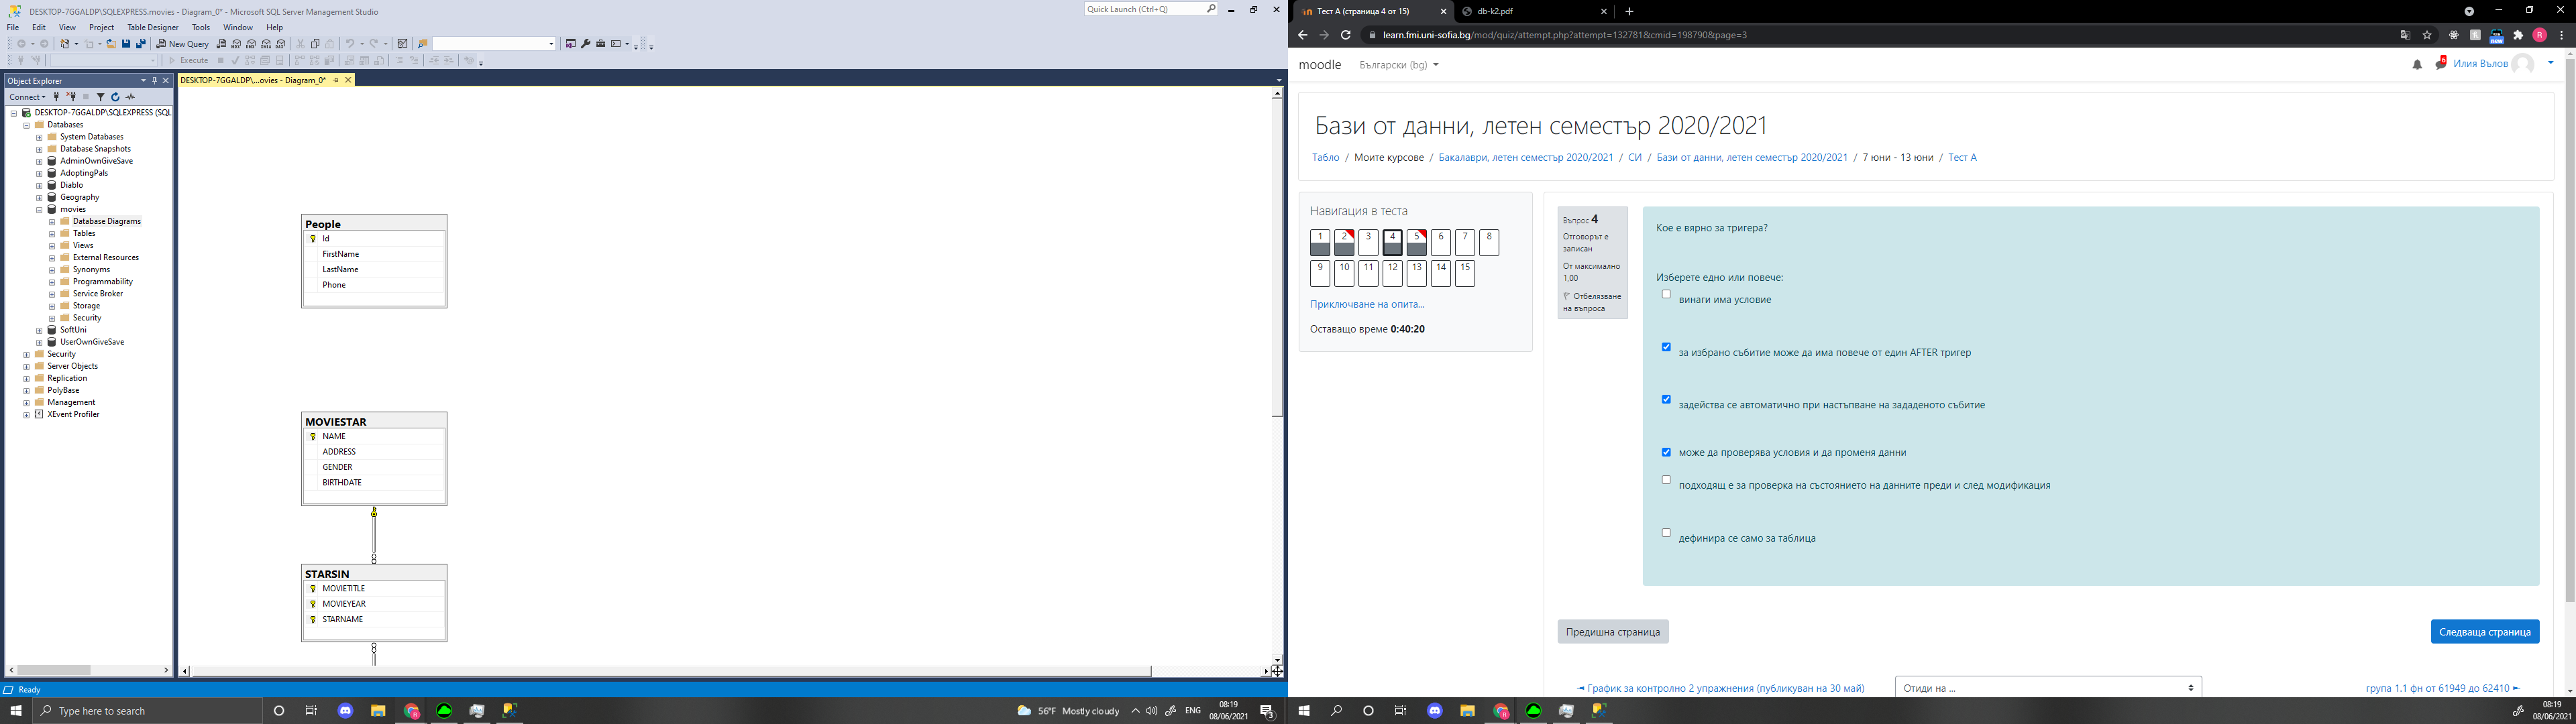 DESKTOP-7GGALDP\SQLEXPRESS.movies - Diagram_0* - Microsoft SQL Server Management Studio
Quick Launch (Ctrl+Q)
File Edit View Project Table Designer Tools Window Help
New Query
Execute
Object Explorer
Connect
DESKTOP-7GGALDP\SQLEXPRESS (SQL
Databases
System Databases
Database Snapshots
AdminOwnGiveSave
AdoptingPals
Diablo
Geography
movies
Database Diagrams
Tables
Views
External Resources
Synonyms
Programmability
Service Broker
Storage
Security
SoftUni
UserOwnGiveSave
Security
Server Objects
Replication
PolyBase
Management
XEvent Profiler
DESKTOP-7GGALDP\...ovies - Diagram_0*
People
Id
FirstName
LastName
Phone
MOVIESTAR
NAME
ADDRESS
GENDER
BIRTHDATE
STARSIN
MOVIETITLE
MOVIEYEAR
STARNAME
Ready
Type here to search
56°F Mostly cloudy
ENG
08:19
08/06/2021
3
Тест А (страница 4 от 15)
db-k2.pdf
learn.fmi.uni-sofia.bg/mod/quiz/attempt.php?attempt=132781&cmid=198790&page=3
new
R
moodle
Български (bg)
6
Илия Вълов
Бази от данни, летен семестър 2020/2021
Табло / Моите курсове / Бакалаври, летен семестър 2020/2021 / СИ / Бази от данни, летен семестър 2020/2021 / 7 юни - 13 юни / Тест А
Навигация в теста
1 2 3 4 5 6 7 8
9 10 11 12 13 14 15
Приключване на опита...
Оставащо време 0:40:20
Въпрос 4
Отговорът е
записан
От максимално
1,00
Отбелязване
на въпроса
Кое е вярно за тригера?
Изберете едно или повече:
винаги има условие
за избрано събитие може да има повече от един AFTER тригер
задейства се автоматично при настъпване на зададеното събитие
може да проверява условия и да променя данни
подходящ е за проверка на състоянието на данните преди и след модификация
дефинира се само за таблица
Предишна страница
Следваща страница
◄ График за контролно 2 упражнения (публикуван на 30 май)
Отиди на ...
група 1.1 фн от 61949 до 62410 ►
08:19
08/06/2021